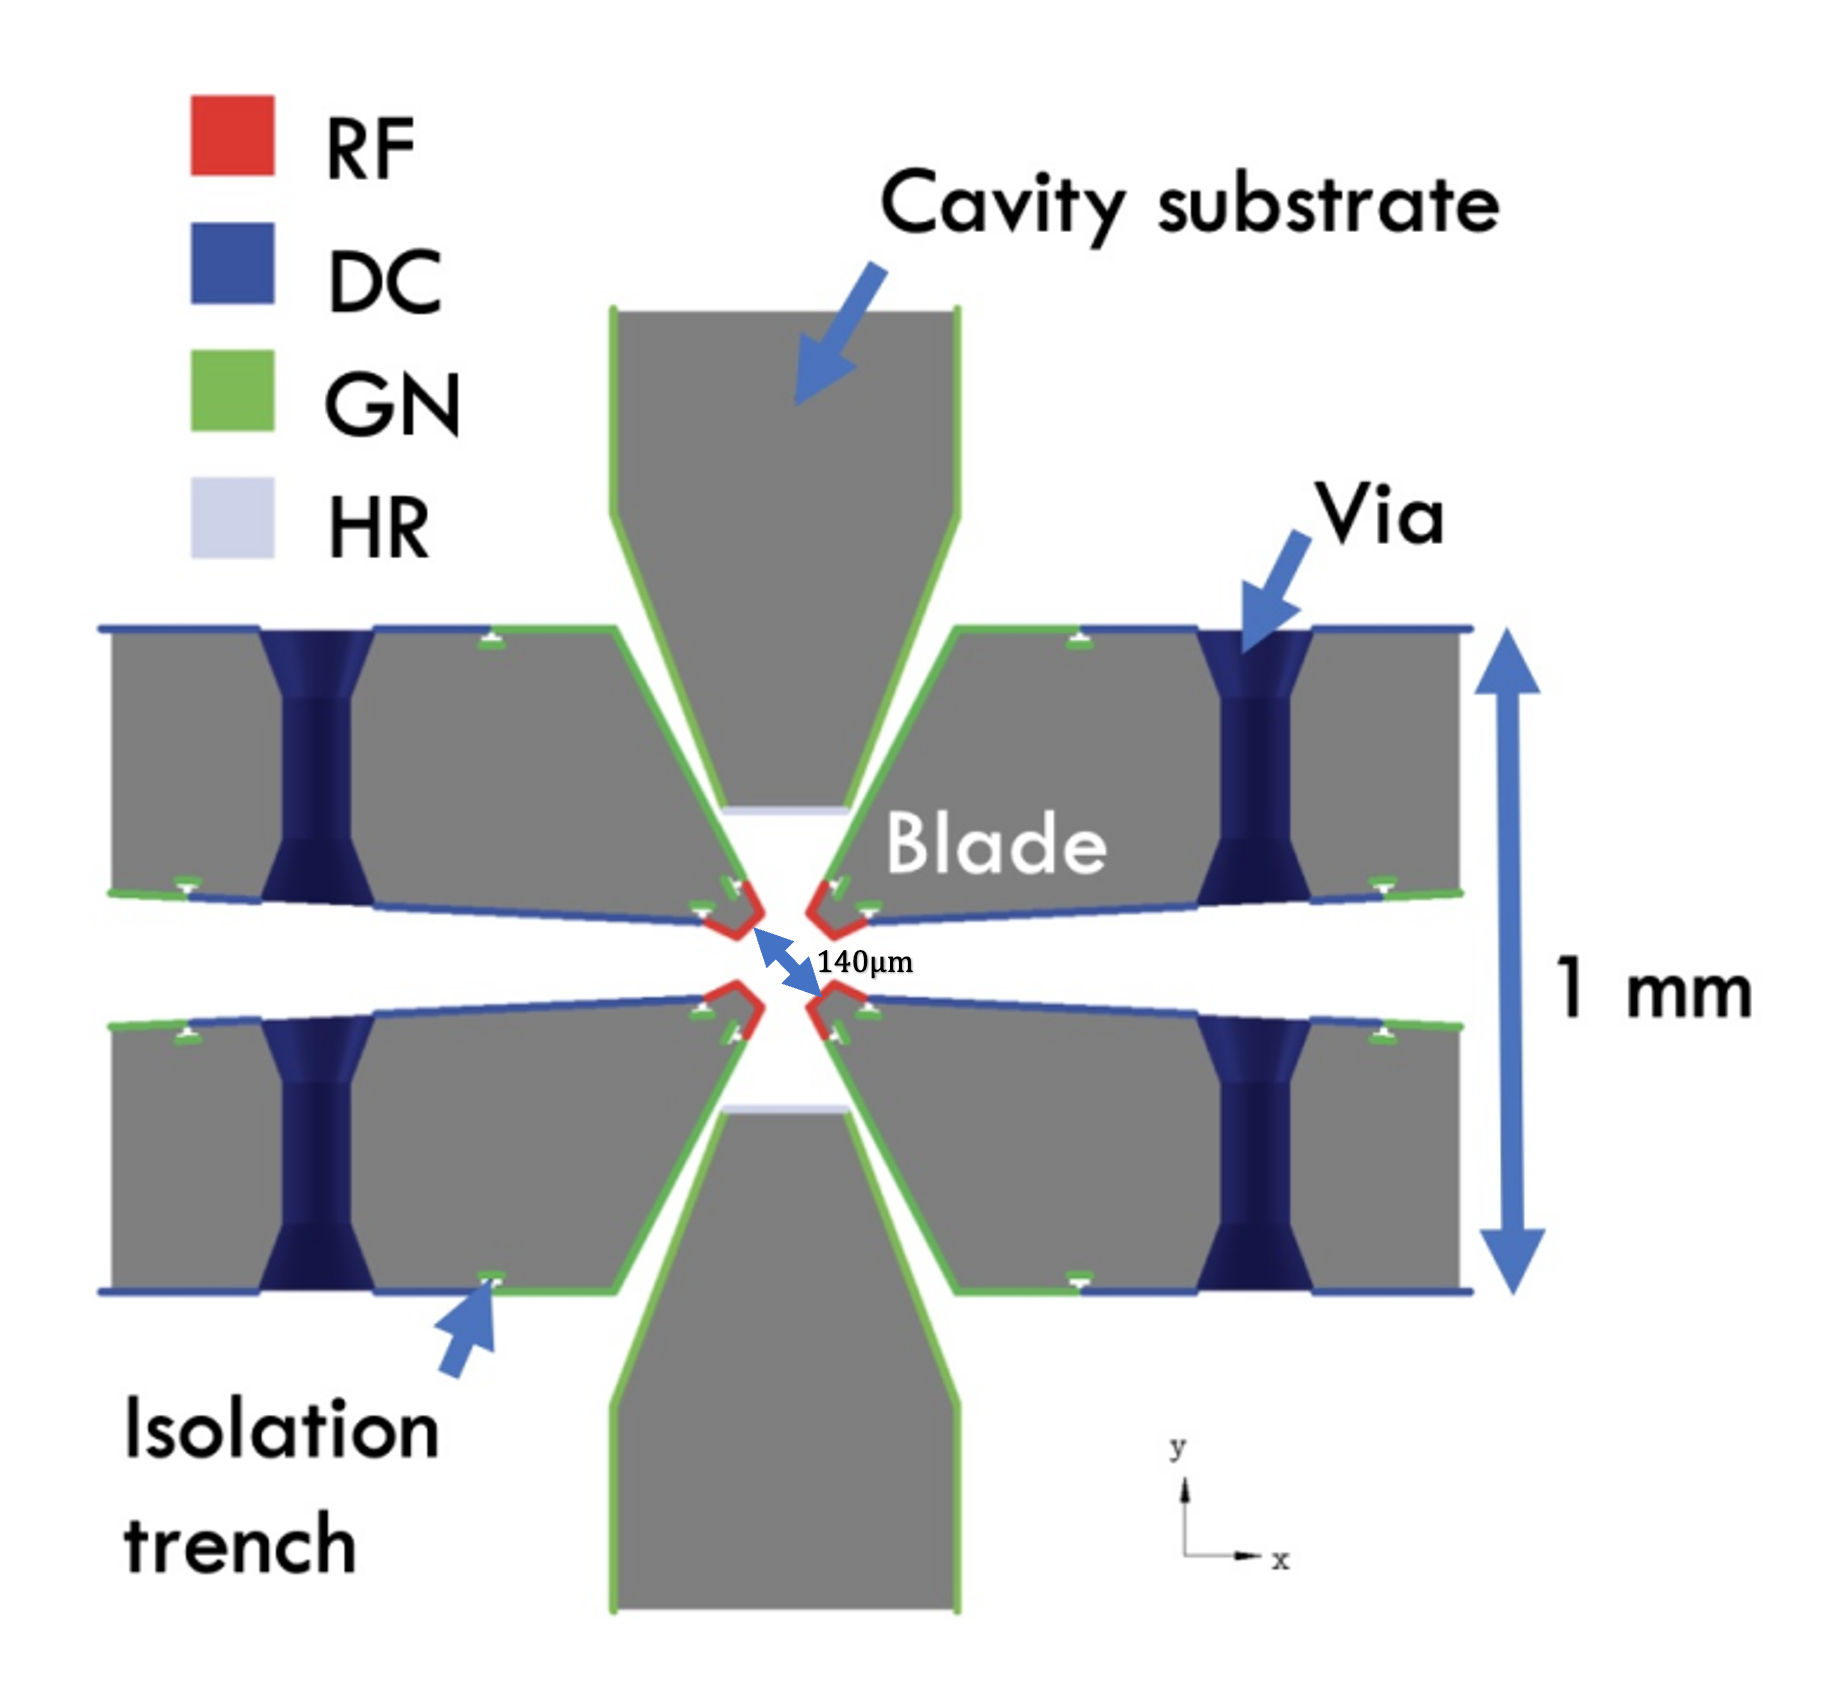 RF
DC
GN
HR
Cavity substrate
Via
Blade
140μm
1 mm
Isolation
trench
y
x